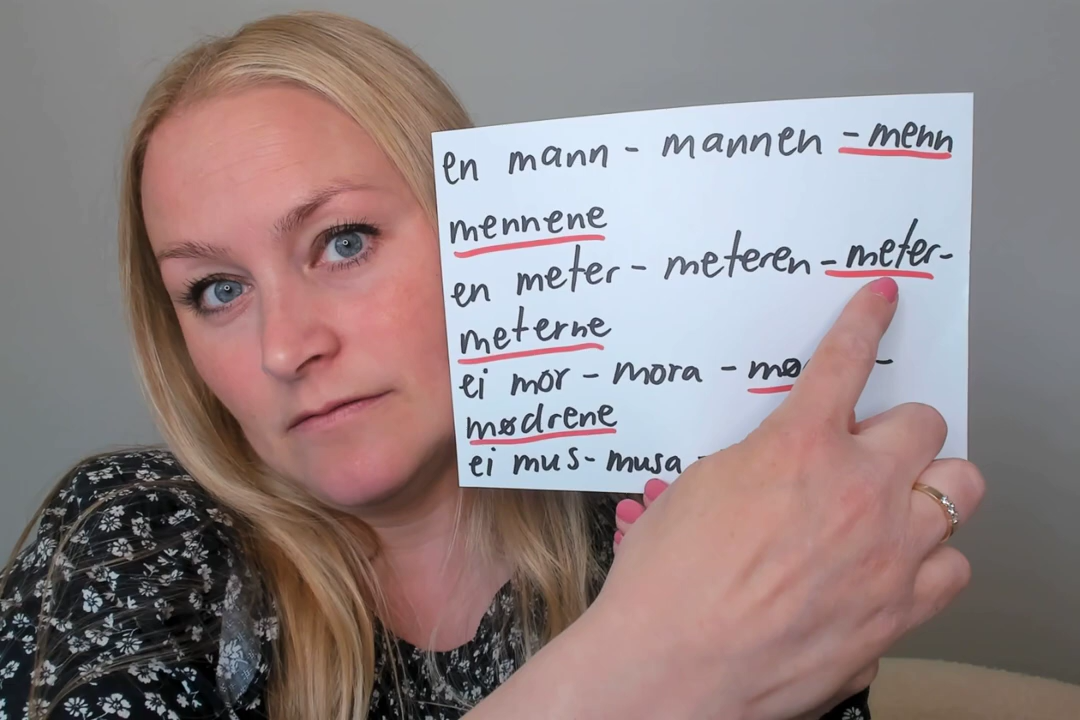 en mann - mannen - menn
mennene
en meter - meteren - meter -
meterne
ei mor - mora - -
mødrene
ei mus - musa -